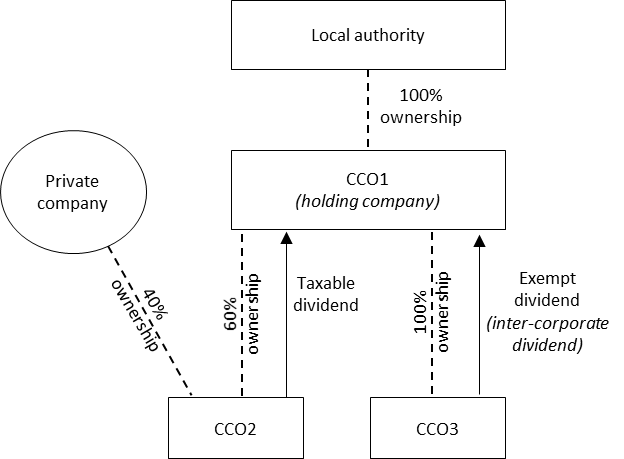 Local authority
100%
ownership
CCO1
(holding company)
Private
company
40%
ownership
60%
ownership
Taxable
dividend
100%
ownership
Exempt
dividend
(inter-corporate
dividend)
CCO2
CCO3